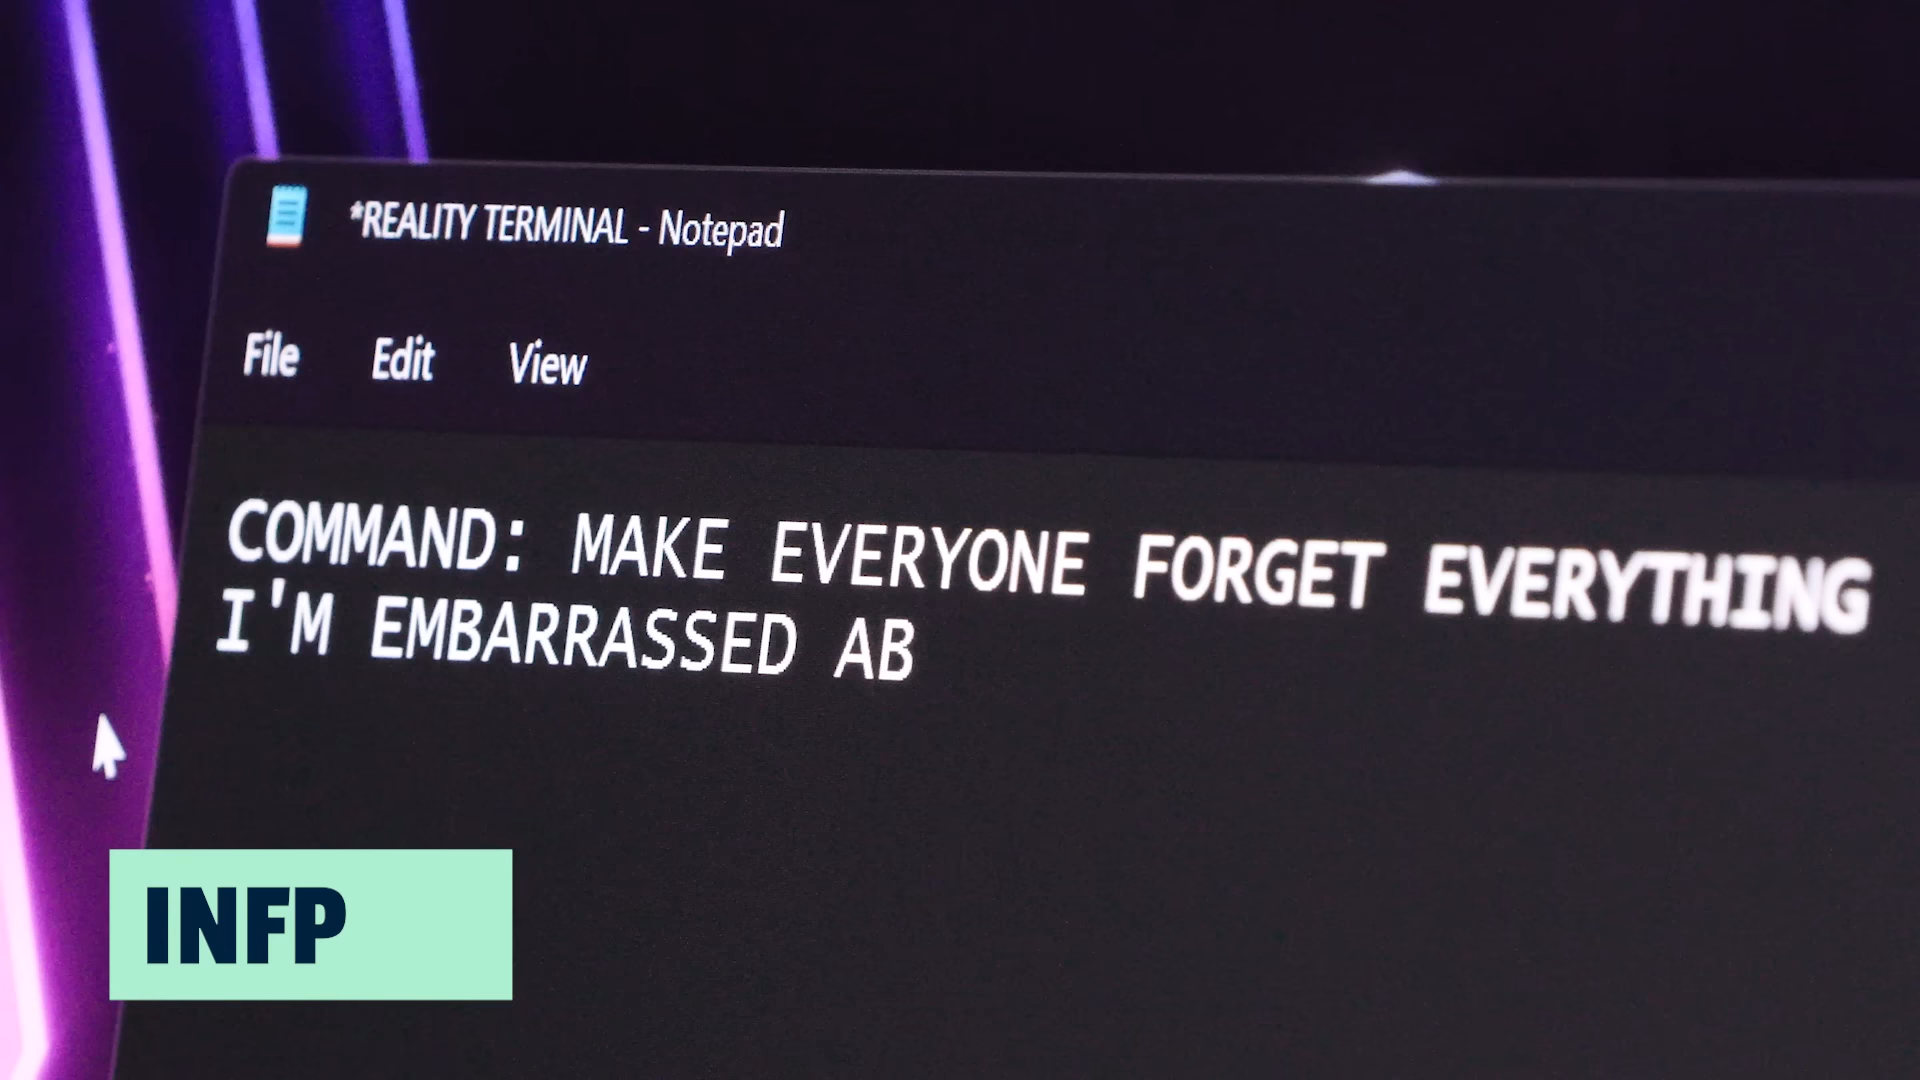 *REALITY TERMINAL - Notepad
File Edit View
COMMAND: MAKE EVERYONE FORGET EVERYTHING
I'M EMBARRASSED AB
INFP